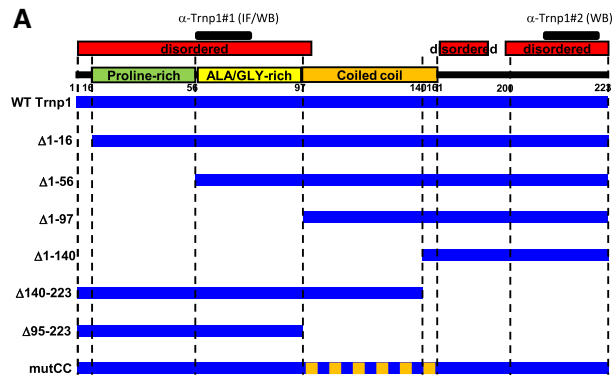 A
α-Trnp1#1 (IF/WB) α-Trnp1#2 (WB)
disordered disordered disordered
Proline-rich ALA/GLY-rich Coiled coil
1 16 56 97 140 161 200 223
WT Trnp1
Δ1-16
Δ1-56
Δ1-97
Δ1-140
Δ140-223
Δ95-223
mutCC